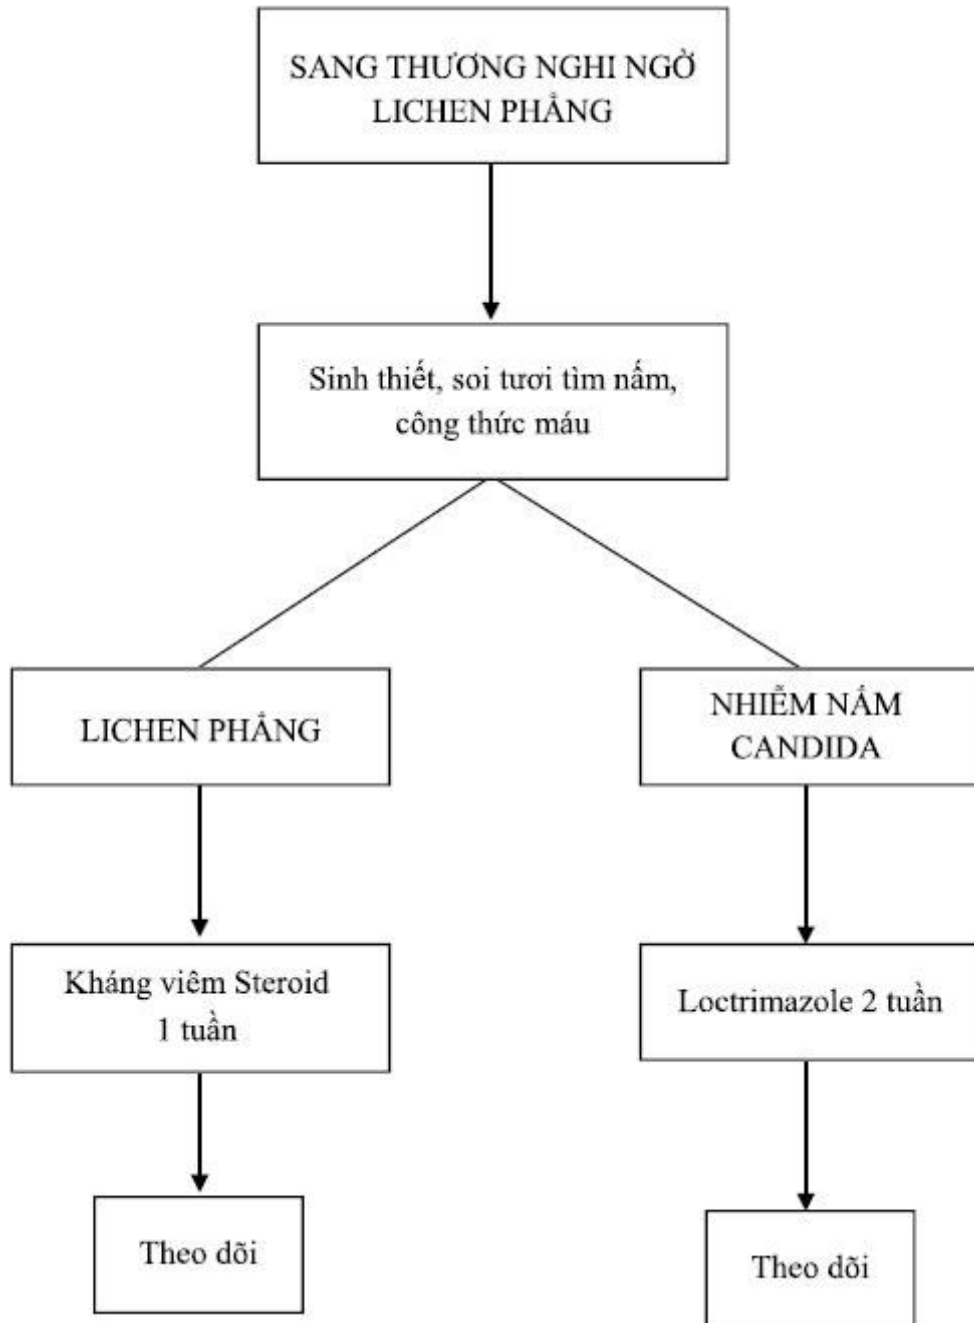 SANG THƯƠNG NGHI NGỜ
LICHEN PHẲNG
Sinh thiết, soi tươi tìm nấm,
công thức máu
LICHEN PHẲNG
NHIỄM NẤM
CANDIDA
Kháng viêm Steroid
1 tuần
Loctrimazole 2 tuần
Theo dõi
Theo dõi